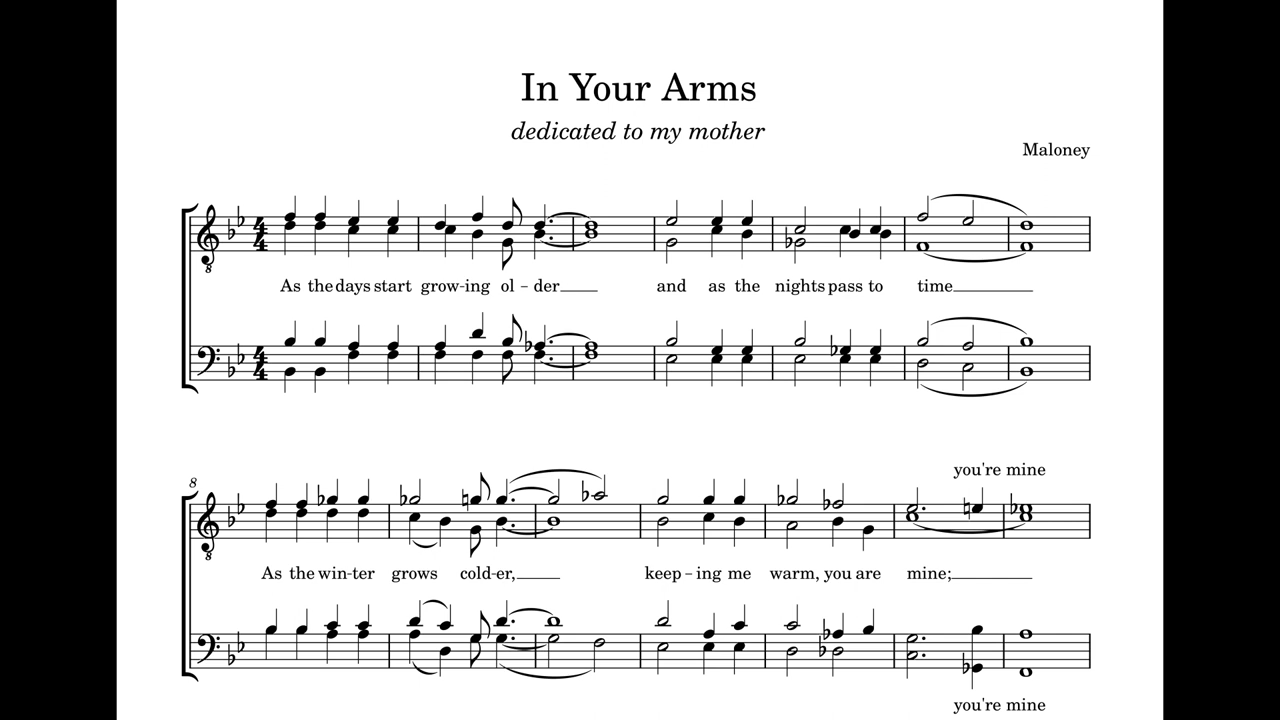 In Your Arms
dedicated to my mother
Maloney
As the days start grow-ing ol - der and as the nights pass to time
8
you're mine
As the win-ter grows cold-er, keep - ing me warm, you are mine;
you're mine